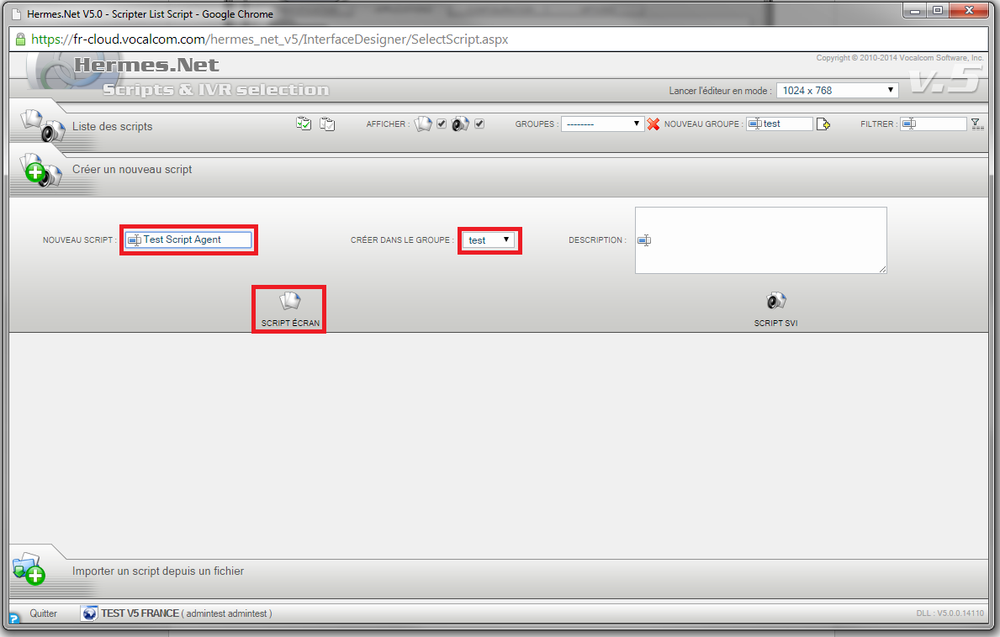 Hermes.Net V5.0 - Scripter List Script - Google Chrome
https://fr-cloud.vocalcom.com/hermes_net_v5/InterfaceDesigner/SelectScript.aspx
Hermes.Net
Copyright © 2010-2014 Vocalcom Software, Inc.
Scripts & IVR selection
Lancer l'éditeur en mode : 1024 x 768
v.5
Liste des scripts
AFFICHER :
GROUPES : --------
NOUVEAU GROUPE : test
FILTRER :
Créer un nouveau script
NOUVEAU SCRIPT : Test Script Agent
CRÉER DANS LE GROUPE : test
DESCRIPTION :
SCRIPT ÉCRAN
SCRIPT SVI
Importer un script depuis un fichier
? Quitter
TEST V5 FRANCE ( admintest admintest )
DLL : V5.0.0.14110